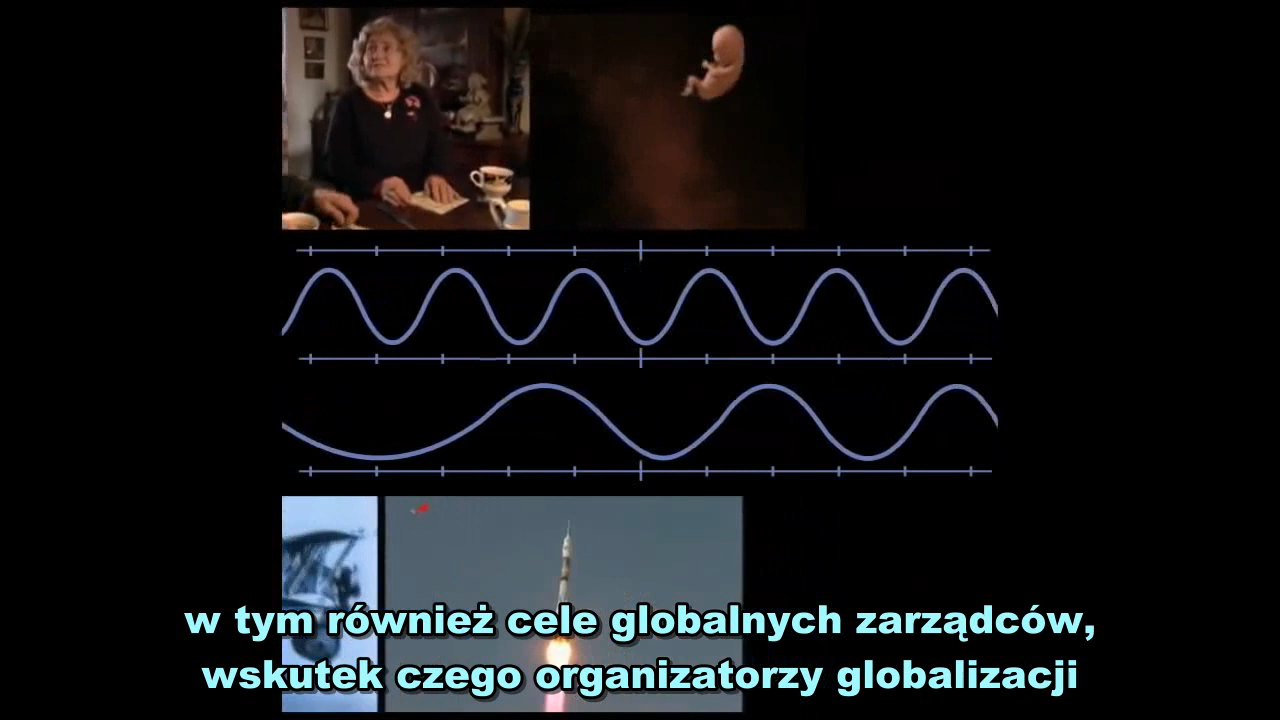 w tym również cele globalnych zarządców,
wskutek czego organizatorzy globalizacji